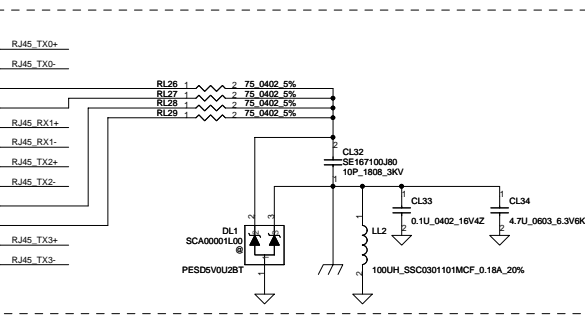 RJ45_TX0+
RJ45_TX0-
RL26 1 2 75_0402_5%
RL27 1 2 75_0402_5%
RL28 1 2 75_0402_5%
RL29 1 2 75_0402_5%
RJ45_RX1+
RJ45_RX1-
RJ45_TX2+
RJ45_TX2-
RJ45_TX3+
RJ45_TX3-
2
CL32
SE167100J80
10P_1808_3KV
1
1
CL33
0.1U_0402_16V4Z
2
1
CL34
4.7U_0603_6.3V6K
2
2
3
DL1
SCA00001L00
@
PESD5V0U2BT
1
1
LL2
100UH_SSC0301101MCF_0.18A_20%
2